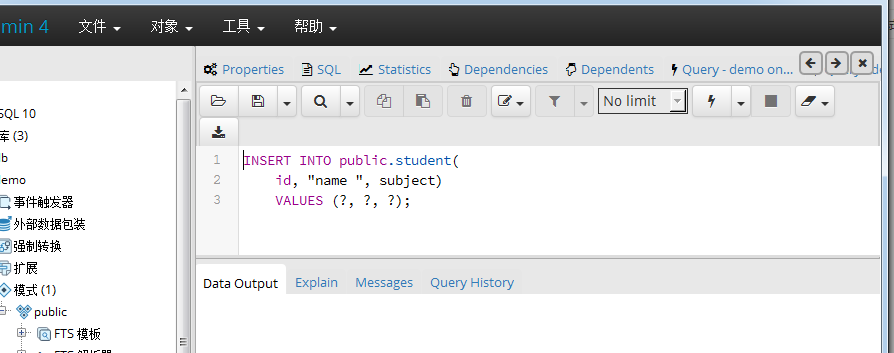 min 4 文件 对象 工具 帮助
Properties SQL Statistics Dependencies Dependents Query - demo on...
No limit
SQL 10
库 (3)
emo
事件触发器
外部数据包装
强制转换
扩展
模式 (1)
public
FTS 模板
1 INSERT INTO public.student(
2 id, "name ", subject)
3 VALUES (?, ?, ?);
Data Output Explain Messages Query History